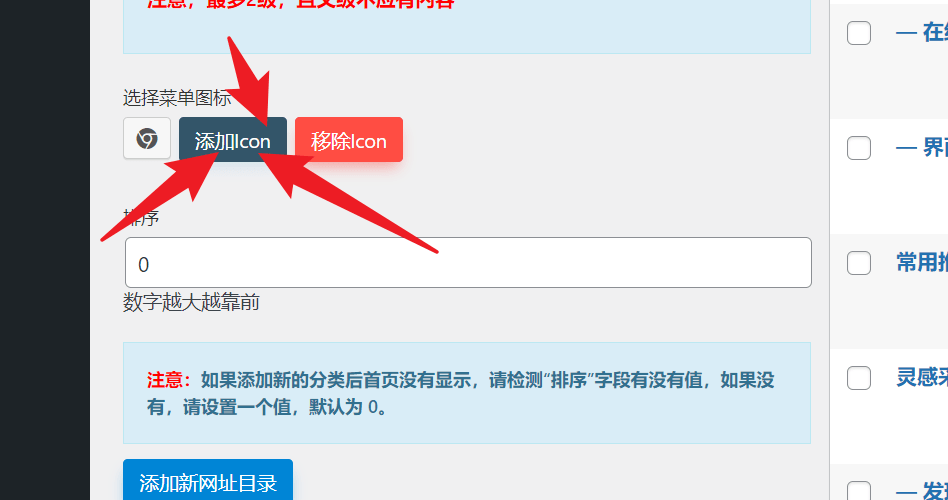 注意，最多2级，且父级不应有内容
选择菜单图标
添加Icon
移除Icon
排序
0
数字越大越靠前
注意：如果添加新的分类后首页没有显示，请检测“排序”字段有没有值，如果没
有，请设置一个值，默认为 0。
添加新网址目录
— 在
— 界
常用
灵感
— 发